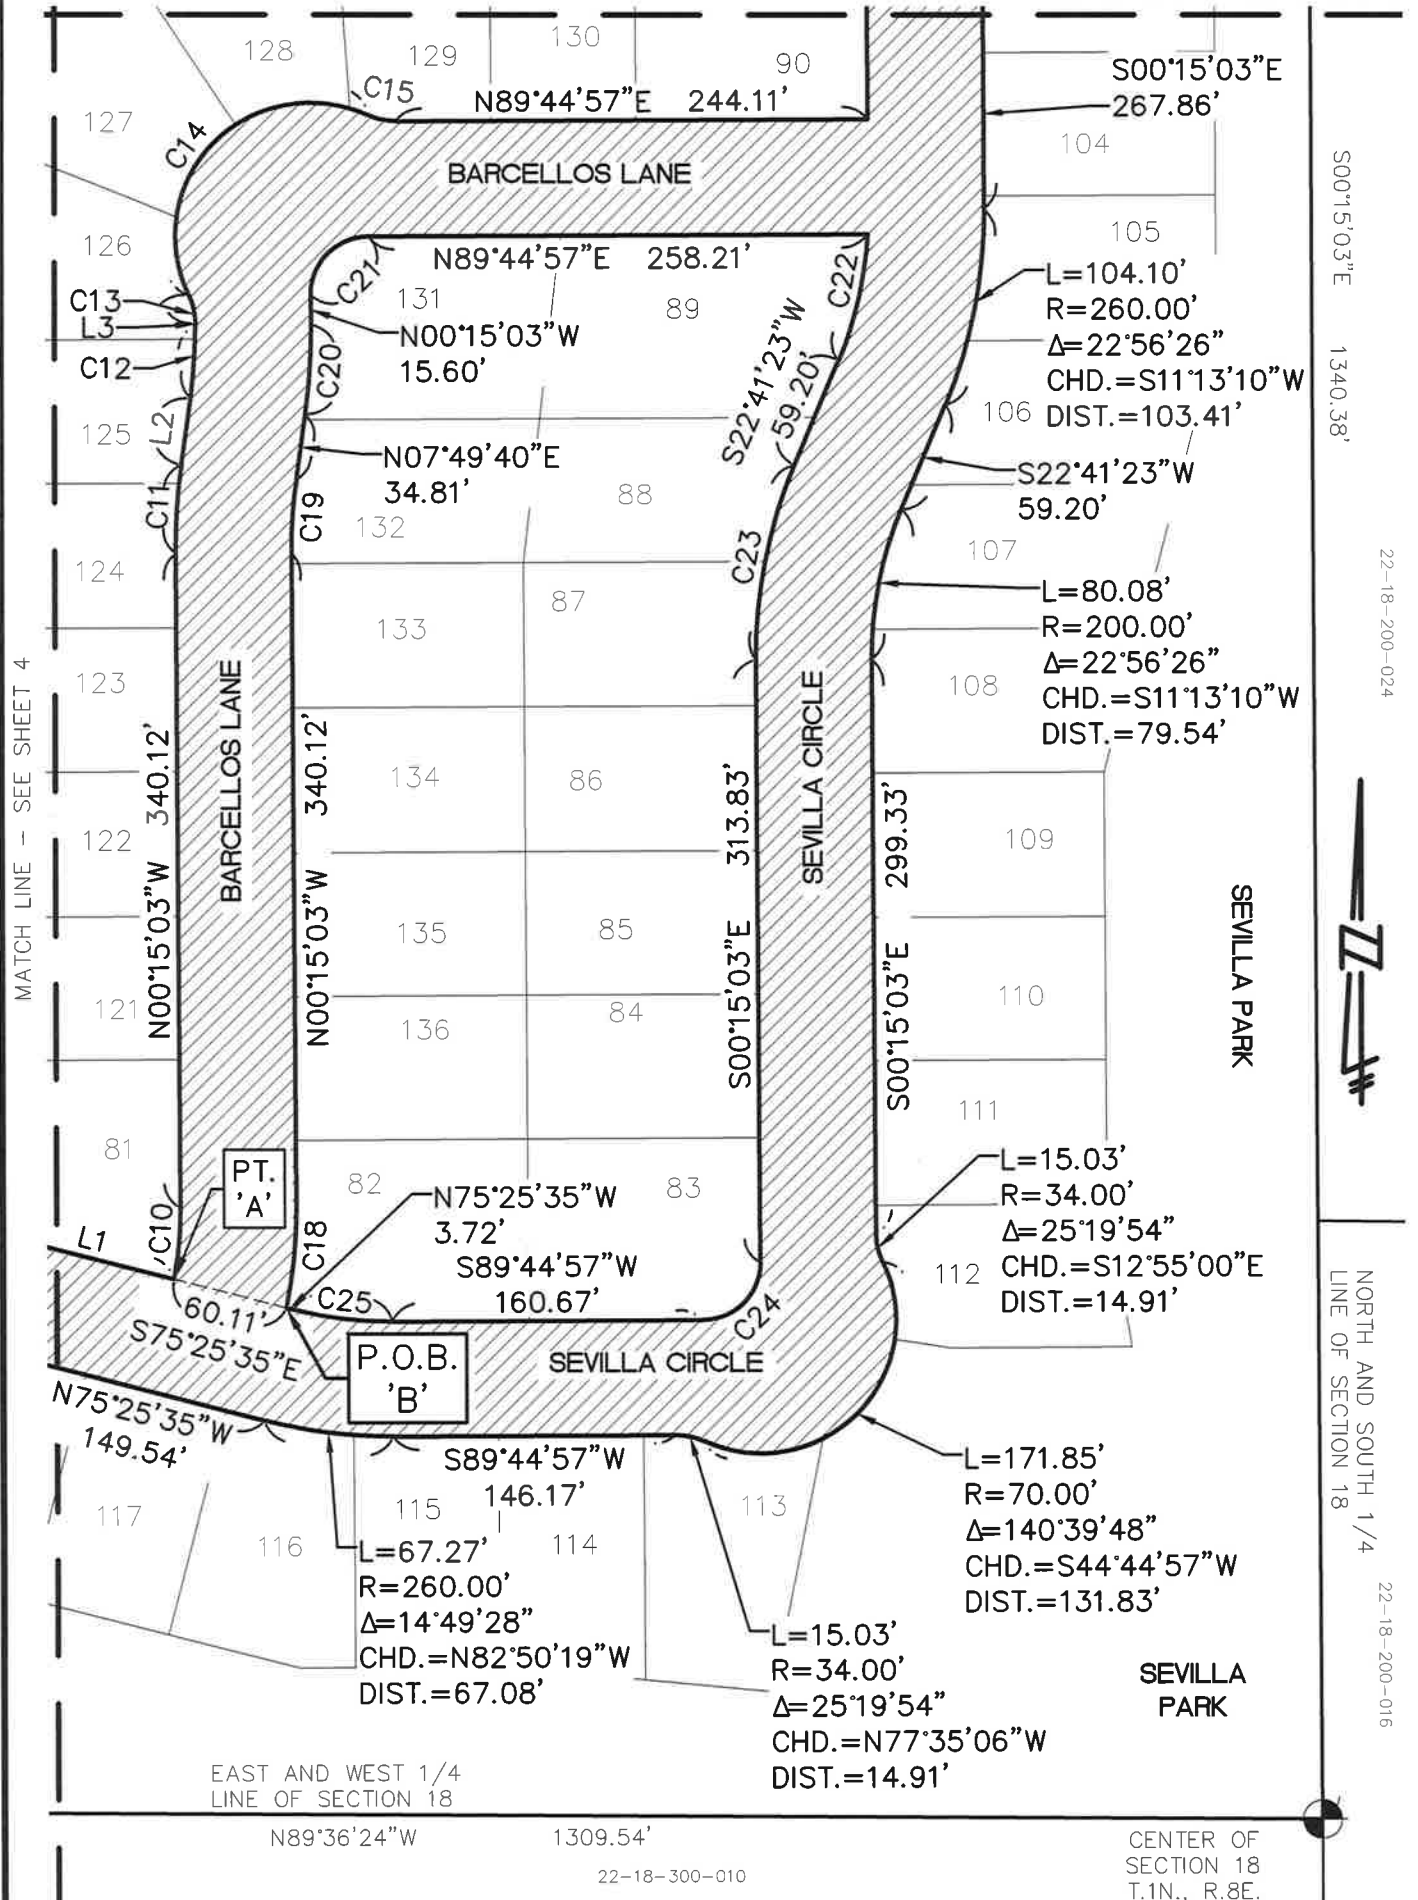 128
129
130
90
S00°15'03"E
267.86'
C15
N89°44'57"E 244.11'
127
C14
104
BARCELLOS LANE
S00°15'03"E 1340.38'
126
105
N89°44'57"E 258.21'
C21
131
89
C22
L=104.10'
R=260.00'
Δ=22°56'26"
CHD.=S11°13'10"W
DIST.=103.41'
C13
L3
C12
N00°15'03"W
15.60'
C20
S22°41'23"W
59.20'
106
125
L2
N07°49'40"E
34.81'
S22°41'23"W
59.20'
C11
C19
132
88
C23
107
22-18-200-024
124
133
87
L=80.08'
R=200.00'
Δ=22°56'26"
CHD.=S11°13'10"W
DIST.=79.54'
MATCH LINE - SEE SHEET 4
123
108
BARCELLOS LANE
SEVILLA CIRCLE
N00°15'03"W 340.12'
N00°15'03"W 340.12'
134
86
S00°15'03"E 313.83'
S00°15'03"E 299.33'
122
109
SEVILLA PARK
135
85
121
136
84
110
111
81
PT.
'A'
82
83
N75°25'35"W
3.72'
L=15.03'
R=34.00'
Δ=25°19'54"
CHD.=S12°55'00"E
DIST.=14.91'
L1
C10
C18
S89°44'57"W
160.67'
112
C25
C24
60.11'
S75°25'35"E
P.O.B.
'B'
SEVILLA CIRCLE
NORTH AND SOUTH 1/4
LINE OF SECTION 18
N75°25'35"W
149.54'
S89°44'57"W
146.17'
L=171.85'
R=70.00'
Δ=140°39'48"
CHD.=S44°44'57"W
DIST.=131.83'
117
116
115
114
113
L=67.27'
R=260.00'
Δ=14°49'28"
CHD.=N82°50'19"W
DIST.=67.08'
22-18-200-016
L=15.03'
R=34.00'
Δ=25°19'54"
CHD.=N77°35'06"W
DIST.=14.91'
SEVILLA
PARK
EAST AND WEST 1/4
LINE OF SECTION 18
N89°36'24"W 1309.54'
22-18-300-010
CENTER OF
SECTION 18
T.1N., R.8E.
Z